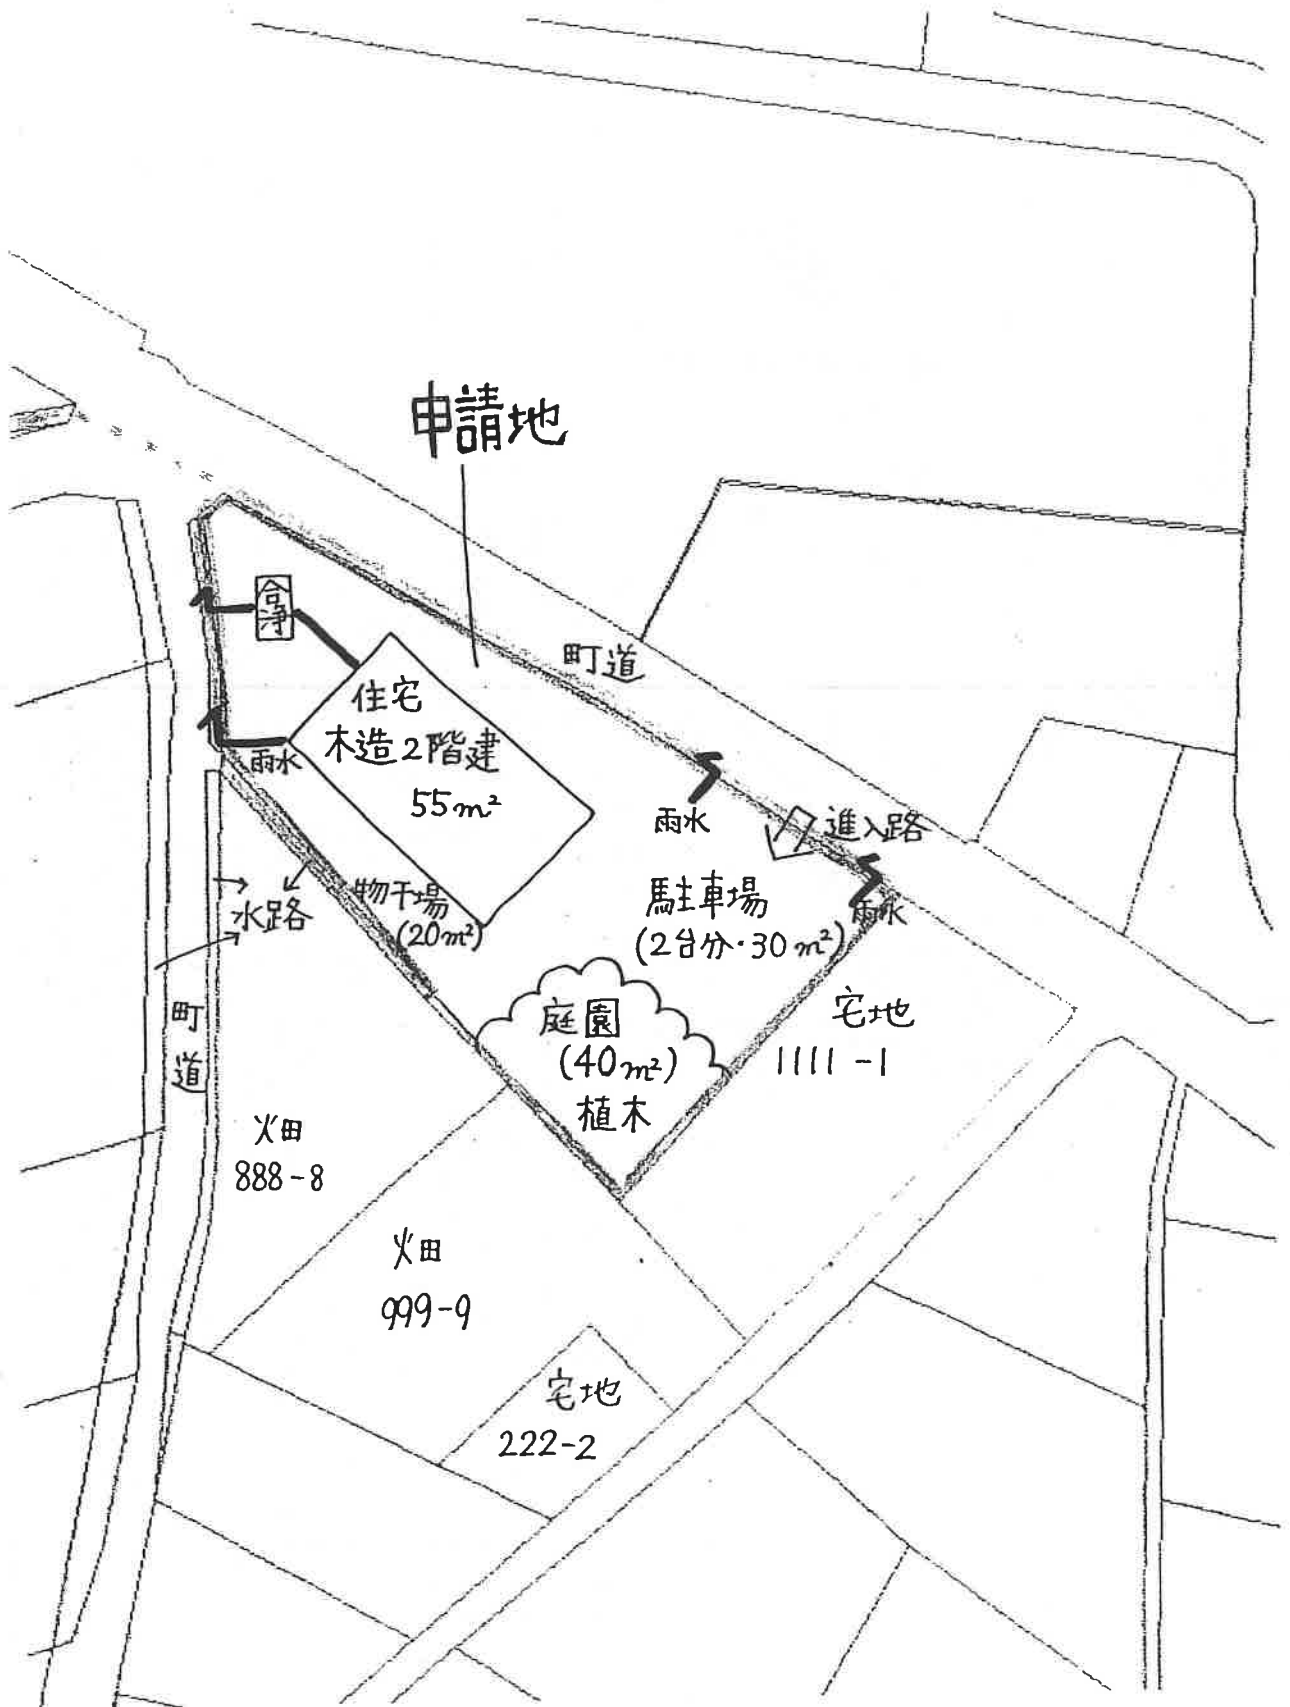 申請地
合浄
町道
住宅
木造2階建
55m²
雨水
雨水
進入路
雨水
駐車場
(2台分・30m²)
物干場
(20m²)
水路
庭園
(40m²)
植木
宅地
1111-1
町道
畑
888-8
畑
999-9
宅地
222-2